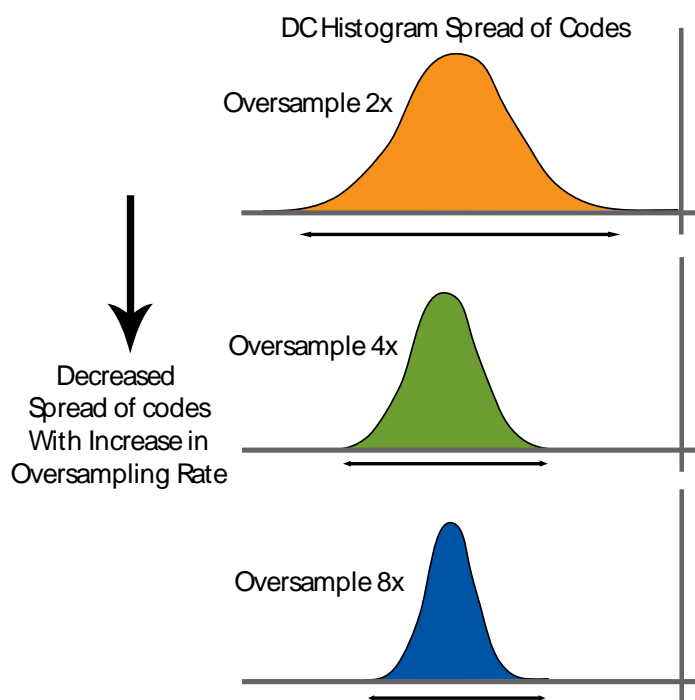 DC Histogram Spread of Codes
Oversample 2x
Oversample 4x
Decreased
Spread of codes
With Increase in
Oversampling Rate
Oversample 8x